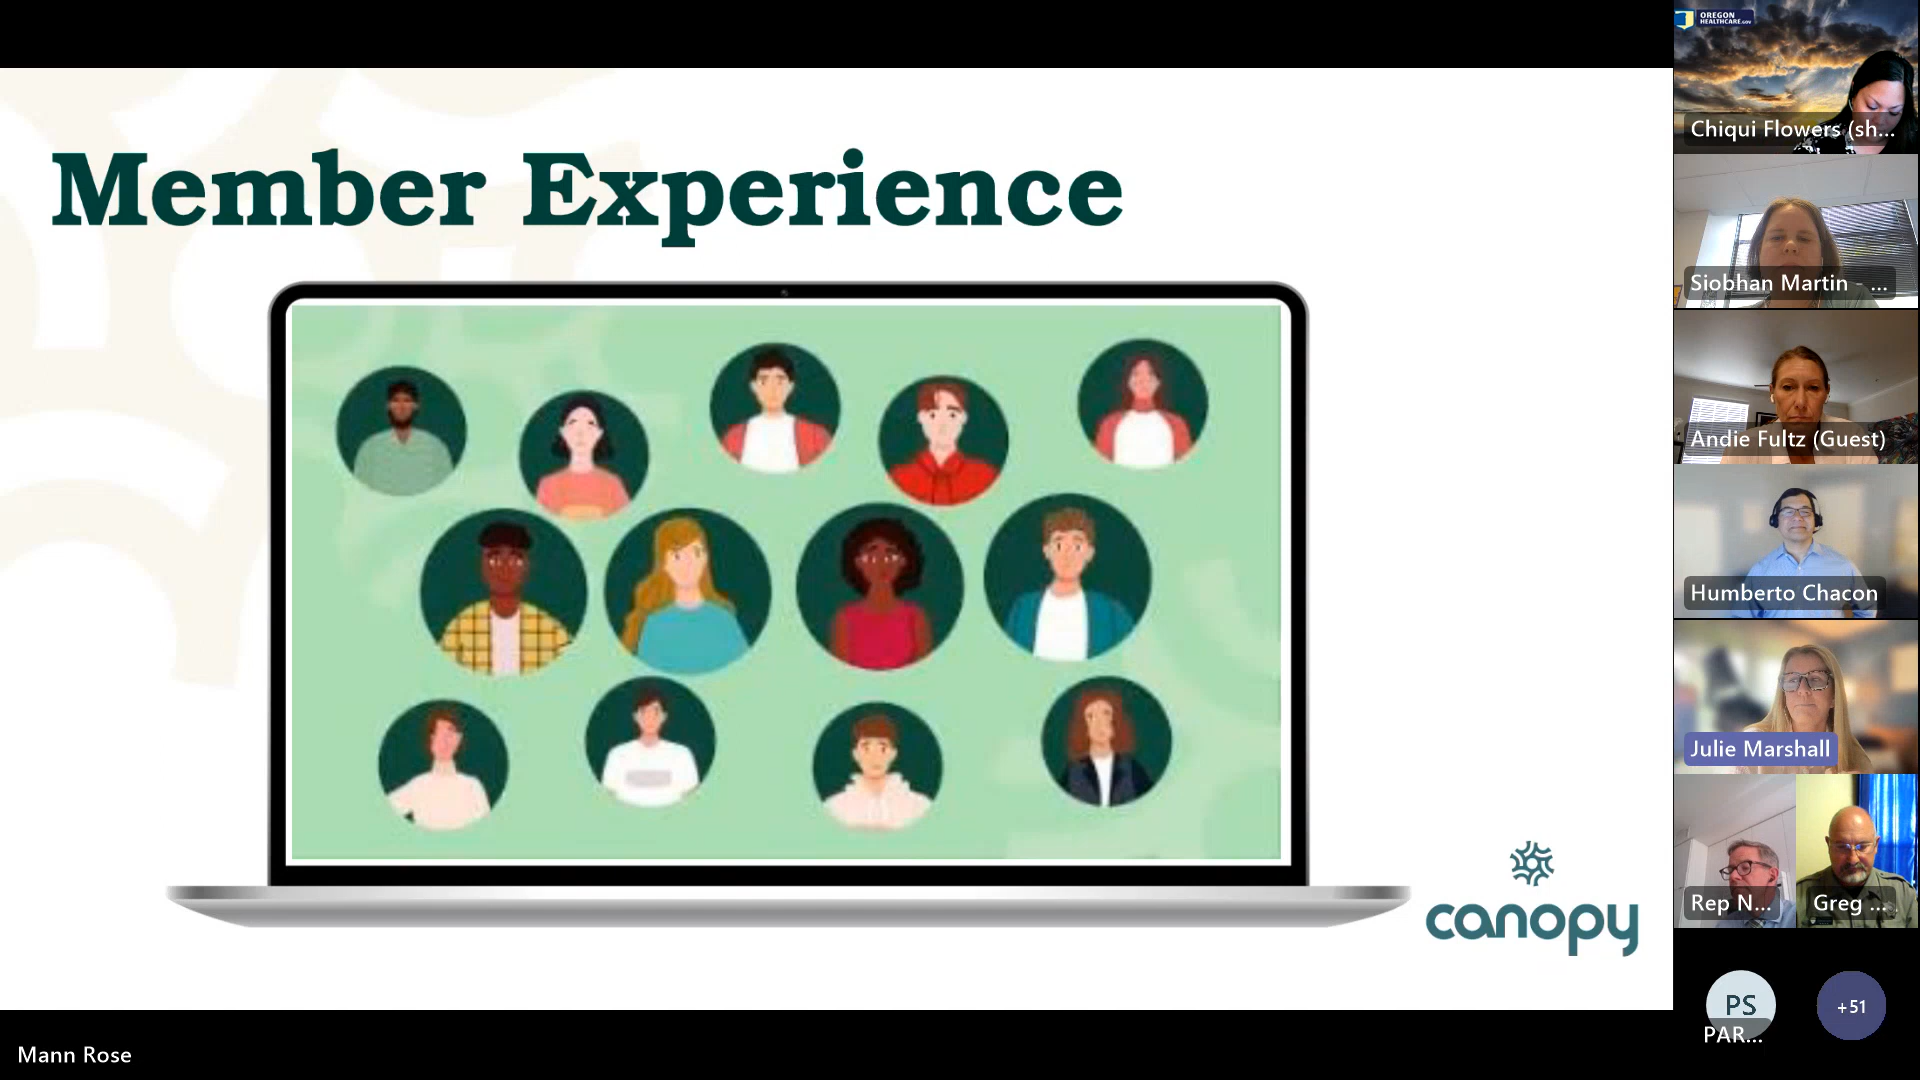 Member Experience
canopy
Mann Rose
OREGON
HEALTHCARE.GOV
Chiqui Flowers (sh...
Siobhan Martin - ...
Andie Fultz (Guest)
Humberto Chacon
Julie Marshall
Rep N...
Greg ...
PS
PAR...
+51